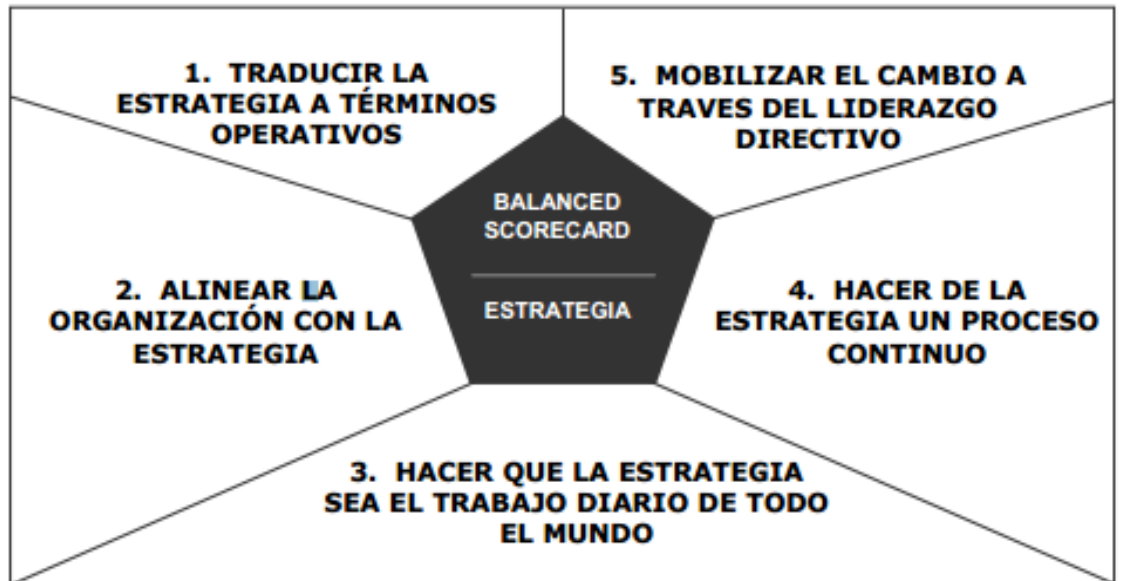 1. TRADUCIR LA
ESTRATEGIA A TÉRMINOS
OPERATIVOS
5. MOBILIZAR EL CAMBIO A
TRAVES DEL LIDERAZGO
DIRECTIVO
BALANCED
SCORECARD
ESTRATEGIA
2. ALINEAR LA
ORGANIZACIÓN CON LA
ESTRATEGIA
4. HACER DE LA
ESTRATEGIA UN PROCESO
CONTINUO
3. HACER QUE LA ESTRATEGIA
SEA EL TRABAJO DIARIO DE TODO
EL MUNDO